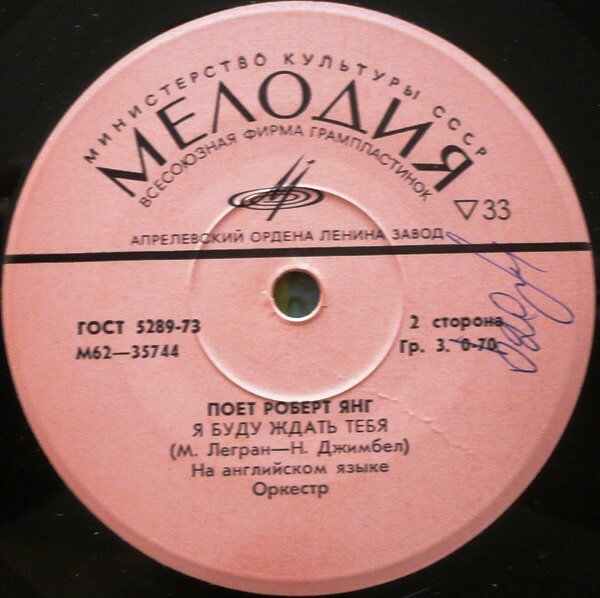 МИНИСТЕРСТВО КУЛЬТУРЫ СССР
МЕЛОДИЯ
ВСЕСОЮЗНАЯ ФИРМА ГРАМПЛАСТИНОК
33
АПРЕЛЕВСКИЙ ОРДЕНА ЛЕНИНА ЗАВОД
ГОСТ 5289-73
2 сторона
М62—35744
Гр. 3. 0-70
ПОЕТ РОБЕРТ ЯНГ
Я БУДУ ЖДАТЬ ТЕБЯ
(М. Легран—Н. Джимбел)
На английском языке
Оркестр